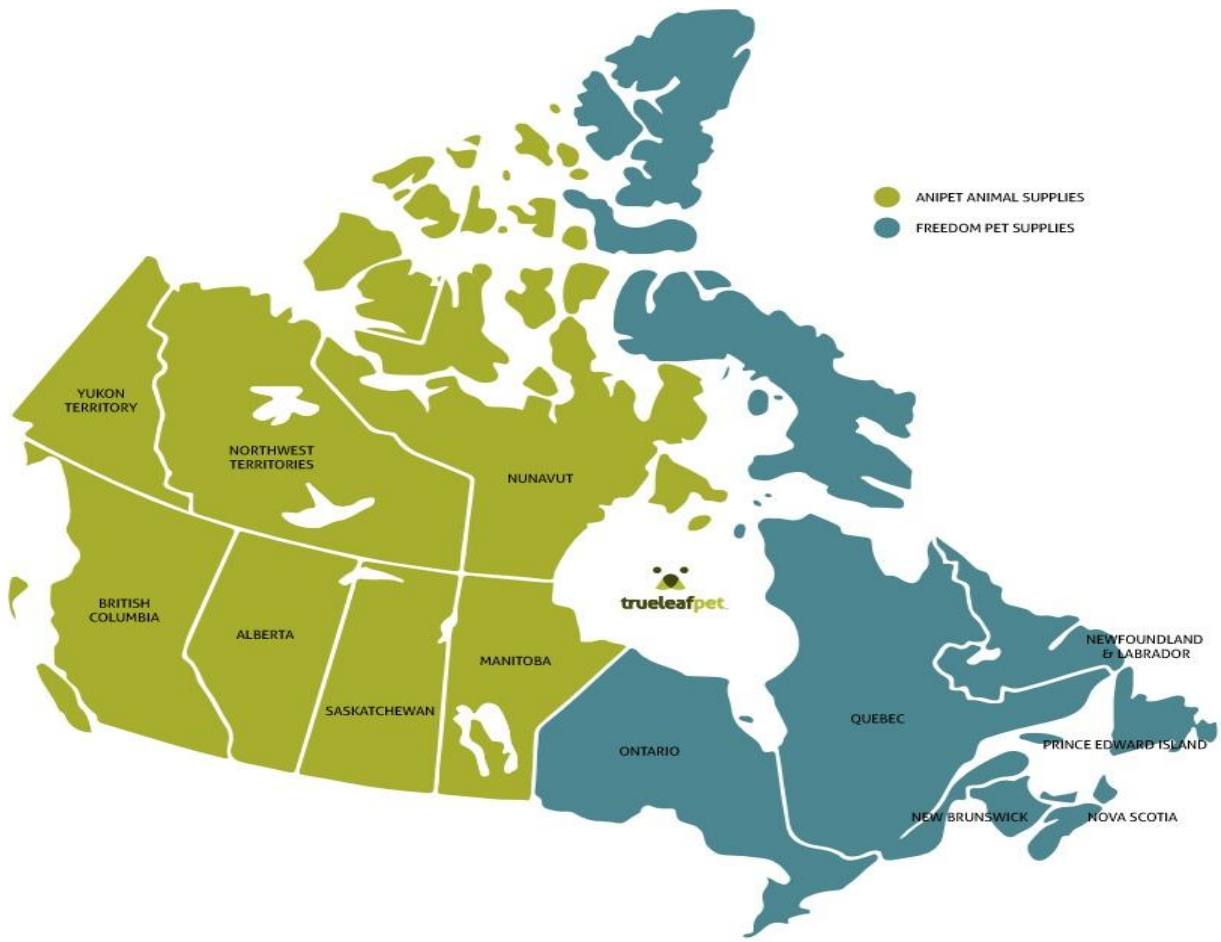 ANIPET ANIMAL SUPPLIES
FREEDOM PET SUPPLIES
YUKON
TERRITORY
NORTHWEST
TERRITORIES
NUNAVUT
trueleafpet
BRITISH
COLUMBIA
ALBERTA
SASKATCHEWAN
MANITOBA
ONTARIO
QUEBEC
NEWFOUNDLAND
& LABRADOR
PRINCE EDWARD ISLAND
NEW BRUNSWICK
NOVA SCOTIA